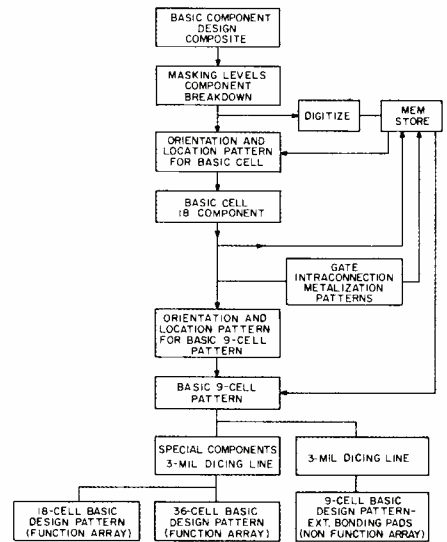 BASIC COMPONENT
DESIGN
COMPOSITE
MASKING LEVELS
COMPONENT
BREAKDOWN
DIGITIZE
MEM
STORE
ORIENTATION AND
LOCATION PATTERN
FOR BASIC CELL
BASIC CELL
18 COMPONENT
GATE
INTRACONNECTION
METALIZATION
PATTERNS
ORIENTATION AND
LOCATION PATTERN
FOR BASIC 9-CELL
PATTERN
BASIC 9-CELL
PATTERN
SPECIAL COMPONENTS
3-MIL DICING LINE
3-MIL DICING LINE
18-CELL BASIC
DESIGN PATTERN
(FUNCTION ARRAY)
36-CELL BASIC
DESIGN PATTERN
(FUNCTION ARRAY)
9-CELL BASIC
DESIGN PATTERN-
EXT. BONDING PADS
(NON FUNCTION ARRAY)